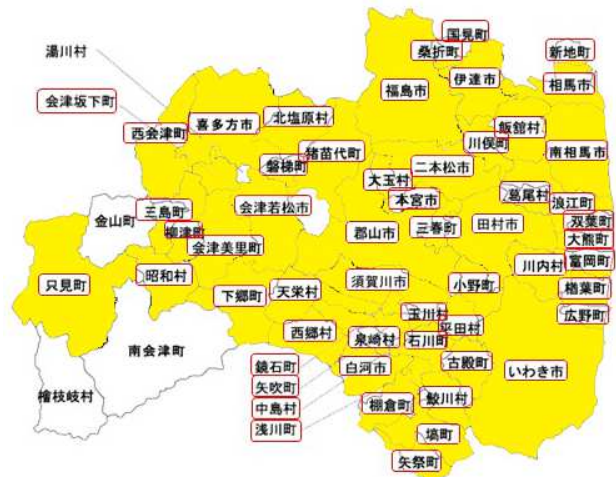 国見町
桑折町
新地町
湯川村
伊達市
福島市
相馬市
会津坂下町
喜多方市
北塩原村
飯舘村
西会津町
川俣町
南相馬市
猪苗代町
磐梯町
二本松市
大玉村
葛尾村
本宮市
浪江町
三島町
会津若松市
金山町
双葉町
三春町
田村市
柳津町
郡山市
大熊町
会津美里町
富岡町
川内村
昭和村
須賀川市
只見町
小野町
楢葉町
下郷町
天栄村
玉川村
広野町
平田村
西郷村
泉崎村
石川町
南会津町
鏡石町
白河市
古殿町
いわき市
矢吹町
檜枝岐村
中島村
棚倉町
鮫川村
浅川町
塙町
矢祭町